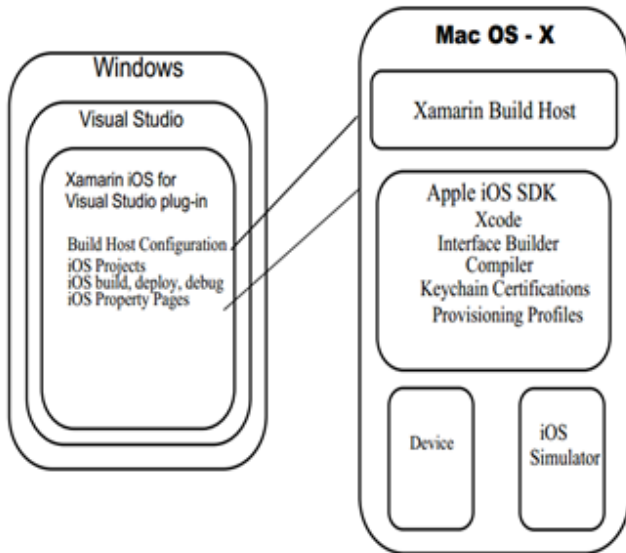 Windows
Visual Studio
Xamarin iOS for
Visual Studio plug-in
Build Host Configuration
iOS Projects
iOS build, deploy, debug
iOS Property Pages
Mac OS - X
Xamarin Build Host
Apple iOS SDK
Xcode
Interface Builder
Compiler
Keychain Certifications
Provisioning Profiles
Device
iOS
Simulator